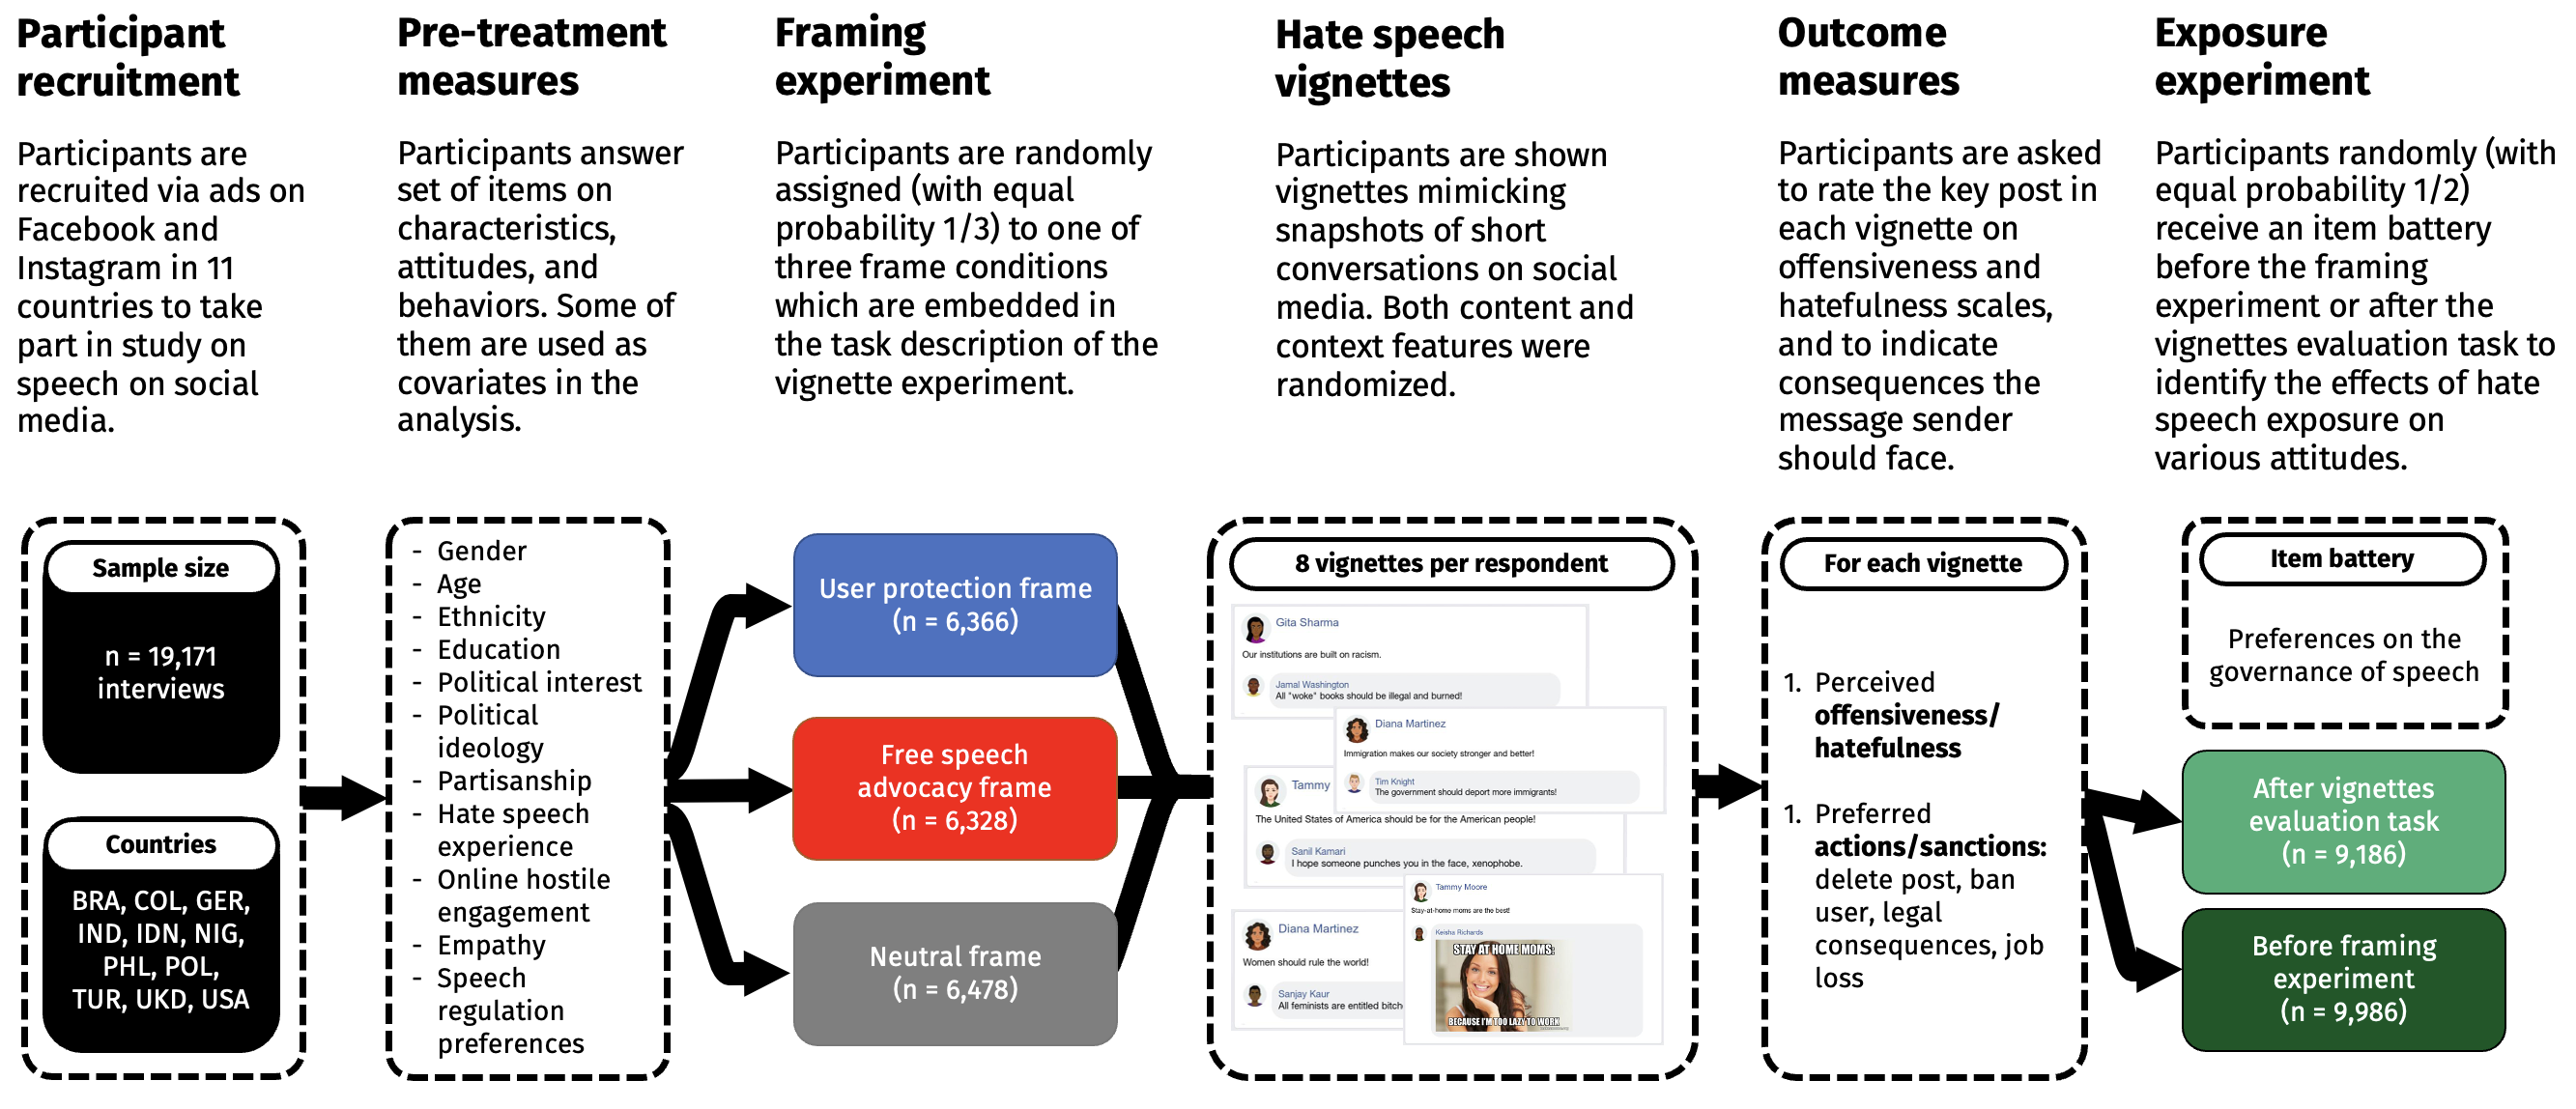 Participant
recruitment
Participants are
recruited via ads on
Facebook and
Instagram in 11
countries to take
part in study on
speech on social
media.
Sample size
n = 19,171
interviews
Countries
BRA, COL, GER,
IND, IDN, NIG,
PHL, POL,
TUR, UKD, USA
Pre-treatment
measures
Participants answer
set of items on
characteristics,
attitudes, and
behaviors. Some of
them are used as
covariates in the
analysis.
- Gender
- Age
- Ethnicity
- Education
- Political interest
- Political
ideology
- Partisanship
- Hate speech
experience
- Online hostile
engagement
- Empathy
- Speech
regulation
preferences
Framing
experiment
Participants are randomly
assigned (with equal
probability 1/3) to one of
three frame conditions
which are embedded in
the task description of the
vignette experiment.
User protection frame
(n = 6,366)
Free speech
advocacy frame
(n = 6,328)
Neutral frame
(n = 6,478)
Hate speech
vignettes
Participants are shown
vignettes mimicking
snapshots of short
conversations on social
media. Both content and
context features were
randomized.
8 vignettes per respondent
Gita Sharma
Our institutions are built on racism.
Jamal Washington
All "woke" books should be illegal and burned!
Diana Martinez
Immigration makes our society stronger and better!
Tim Knight
The government should deport more immigrants!
Tammy
The United States of America should be for the American people!
Sanil Kamari
I hope someone punches you in the face, xenophobe.
Tammy Moore
Stay-at-home moms are the best!
Keisha Richards
STAY AT HOME MOMS:
BECAUSE I'M TOO LAZY TO WORK
Diana Martinez
Women should rule the world!
Sanjay Kaur
All feminists are entitled bitch
Outcome
measures
Participants are asked
to rate the key post in
each vignette on
offensiveness and
hatefulness scales,
and to indicate
consequences the
message sender
should face.
For each vignette
1. Perceived
offensiveness/
hatefulness
1. Preferred
actions/sanctions:
delete post, ban
user, legal
consequences, job
loss
Exposure
experiment
Participants randomly (with
equal probability 1/2)
receive an item battery
before the framing
experiment or after the
vignettes evaluation task to
identify the effects of hate
speech exposure on
various attitudes.
Item battery
Preferences on the
governance of speech
After vignettes
evaluation task
(n = 9,186)
Before framing
experiment
(n = 9,986)